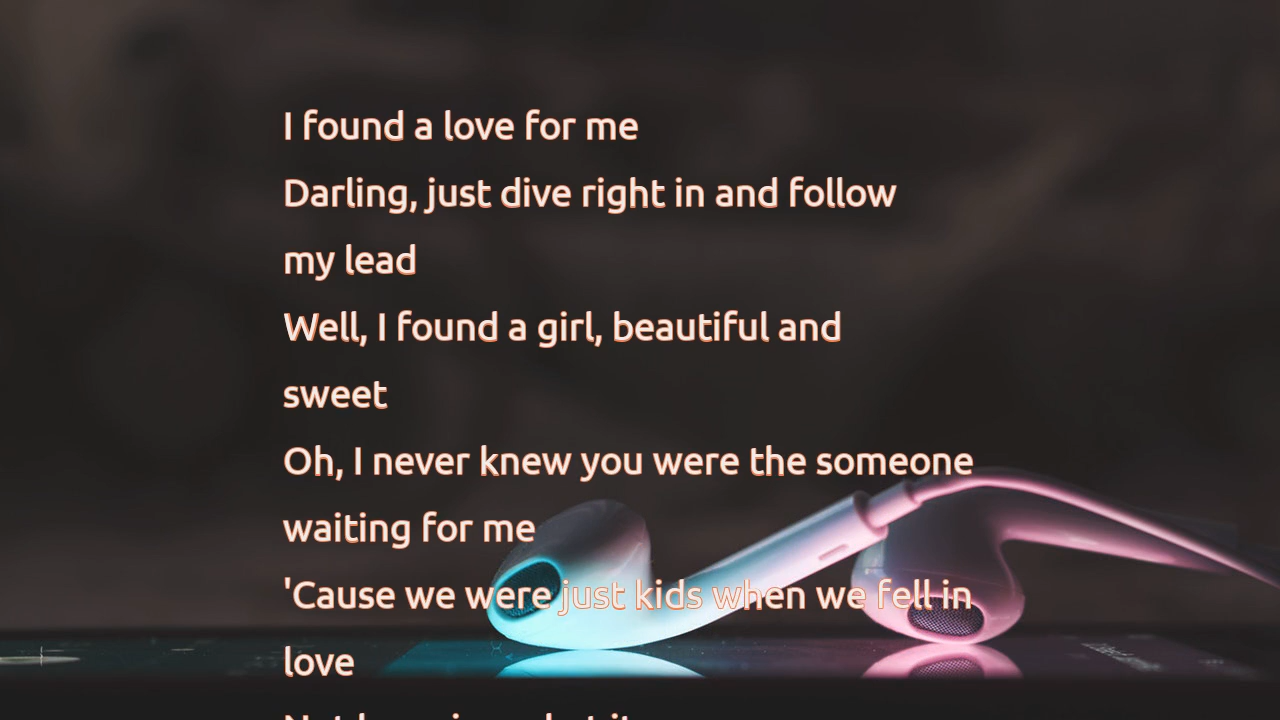 I found a love for me
Darling, just dive right in and follow
my lead
Well, I found a girl, beautiful and
sweet
Oh, I never knew you were the someone
waiting for me
'Cause we were just kids when we fell in
love